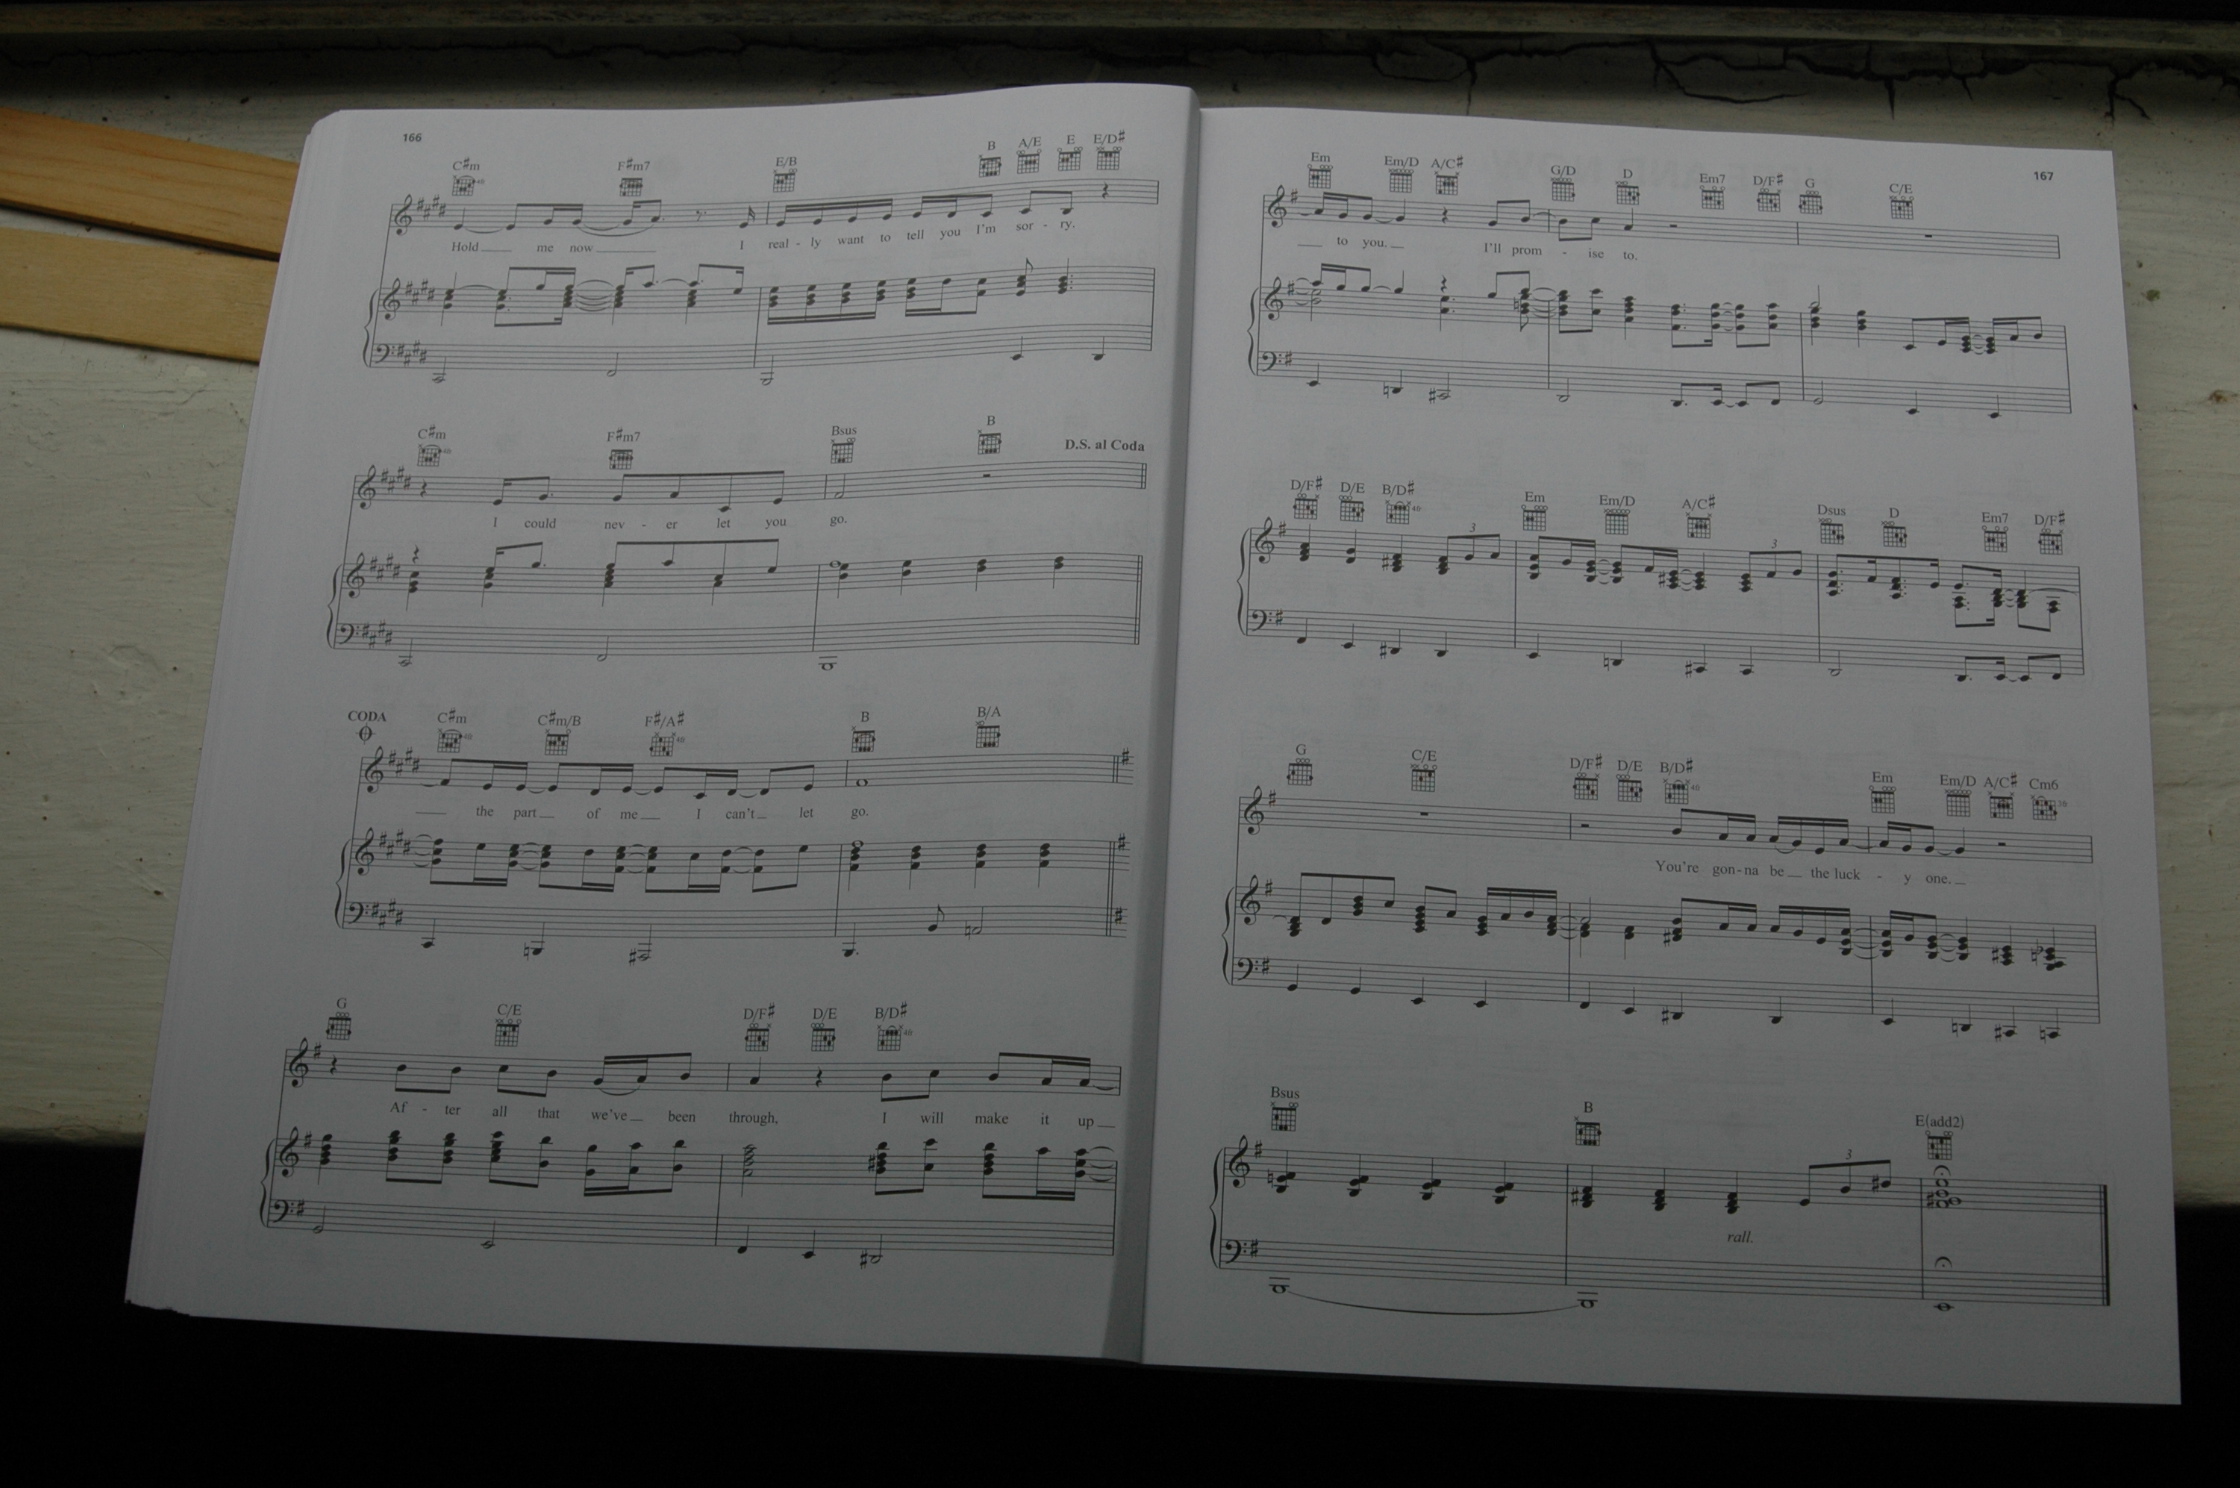 166
C#m F#m7 E/B B A/E E E/D#
Hold me now I real - ly want to tell you I'm sor - ry.
C#m F#m7 Bsus B D.S. al Coda
I could nev - er let you go.
CODA C#m C#m/B F#/A# B B/A
the part of me I can't let go.
G C/E D/F# D/E B/D#
Af - ter all that we've been through, I will make it up
167
Em Em/D A/C# G/D D Em7 D/F# G C/E
to you. I'll prom - ise to.
D/F# D/E B/D# Em Em/D A/C# Dsus D Em7 D/F#
3 3
G C/E D/F# D/E B/D# Em Em/D A/C# Cm6
You're gon - na be the luck - y one.
Bsus B E(add2)
3
rall.